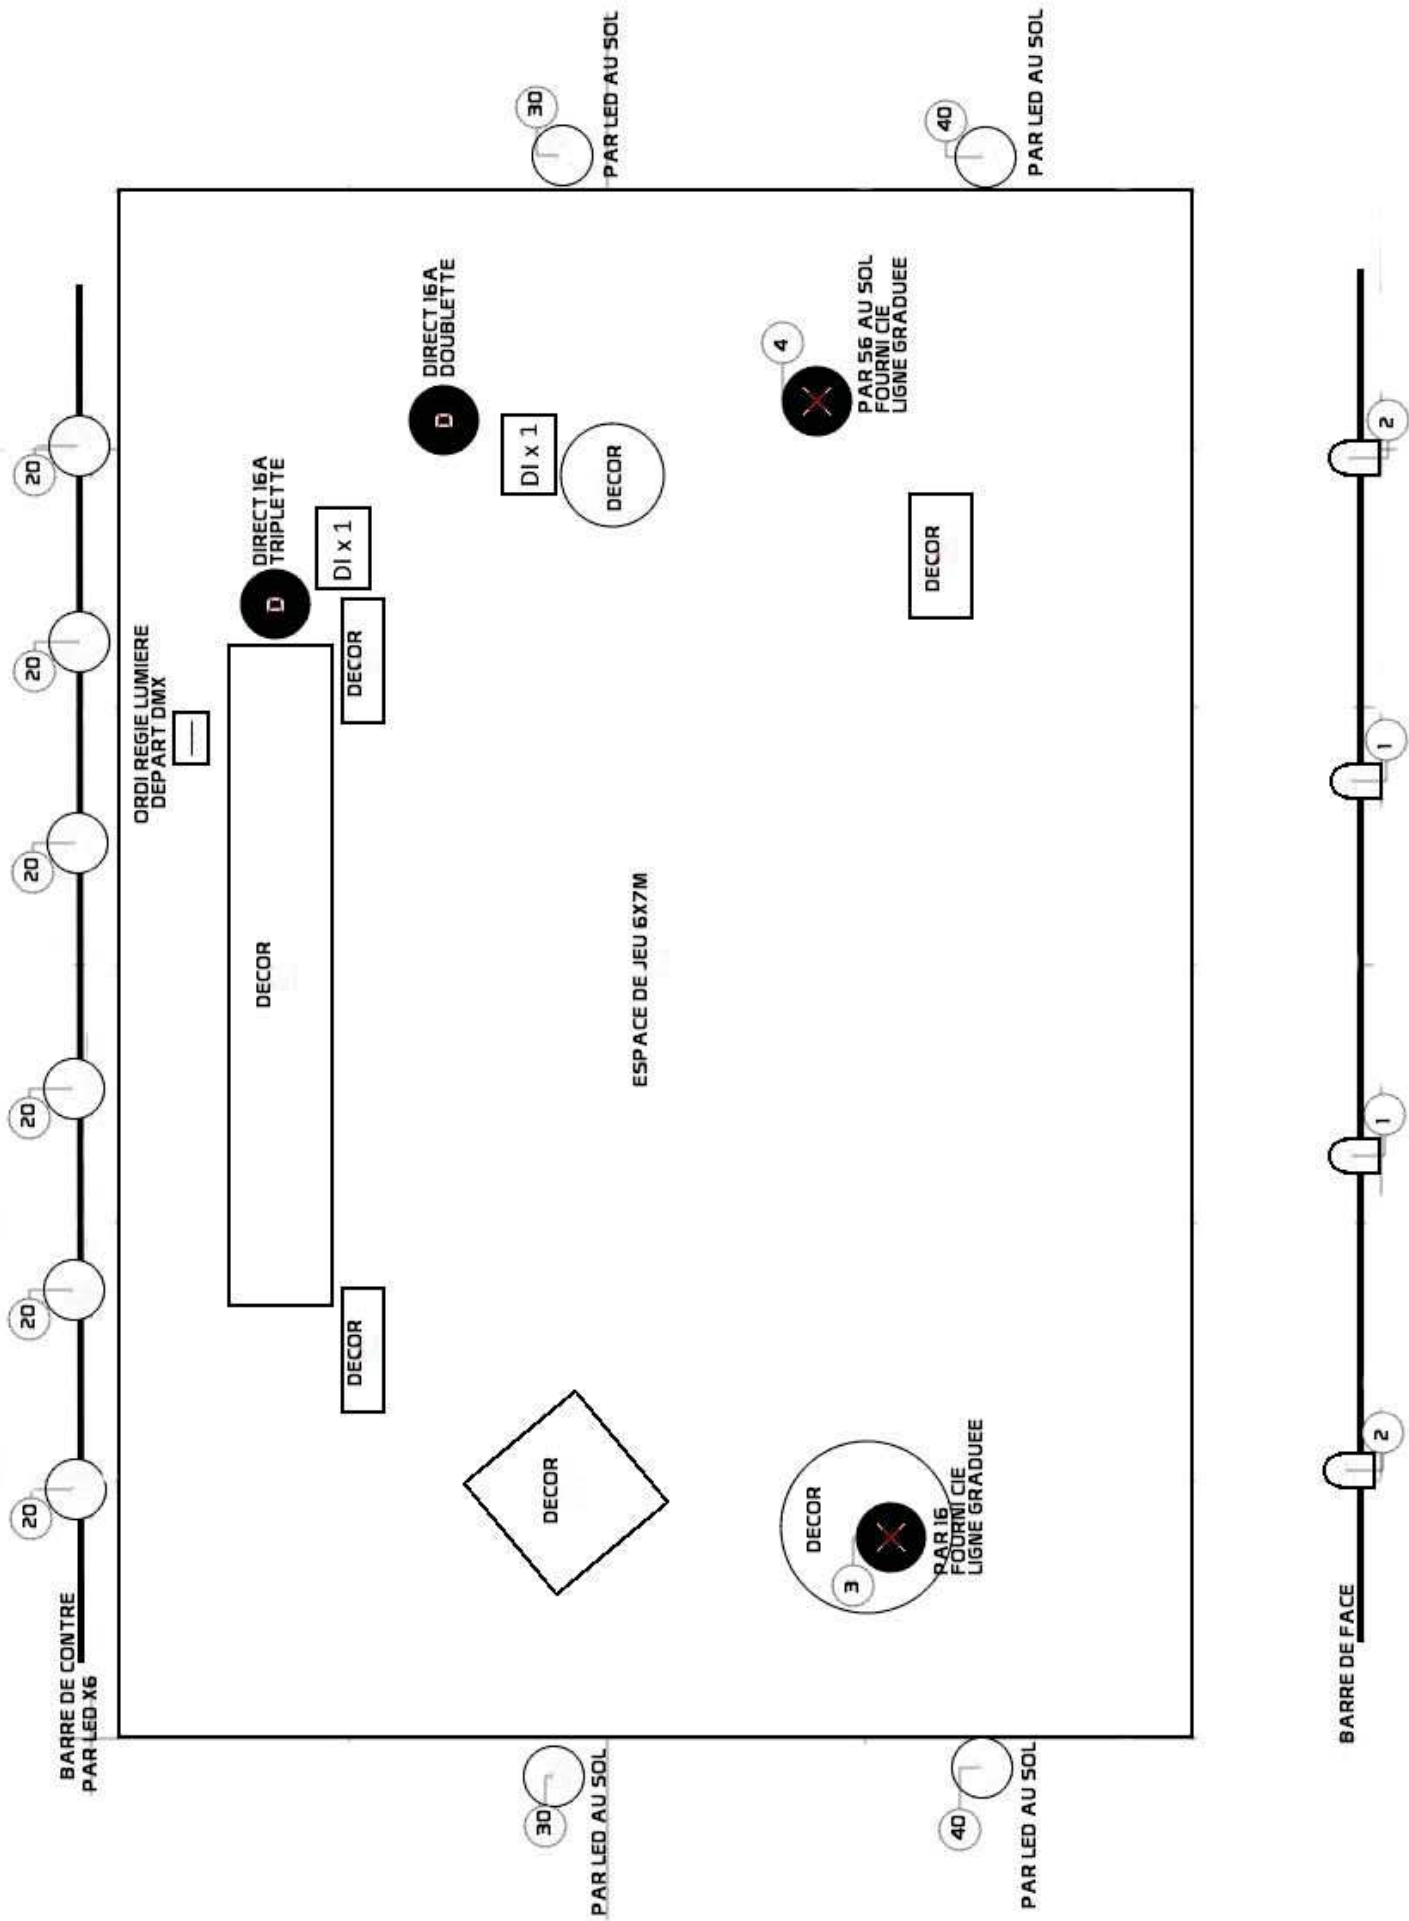 BARRE DE CONTRE
PAR LED X6
20
20
20
20
20
20
ORDI REGIE LUMIERE
DEPART DMX
DECOR
DIRECT 16A
TRIPLETTE
D
DI x 1
DECOR
DECOR
DIRECT 16A
DOUBLETTE
D
DI x 1
DECOR
DECOR
30
PAR LED AU SOL
30
PAR LED AU SOL
ESPACE DE JEU 6X7M
DECOR
3
PAR 16
FOURNI CIE
LIGNE GRADUEE
4
PAR 56 AU SOL
FOURNI CIE
LIGNE GRADUEE
DECOR
40
PAR LED AU SOL
40
PAR LED AU SOL
BARRE DE FACE
2
1
1
2